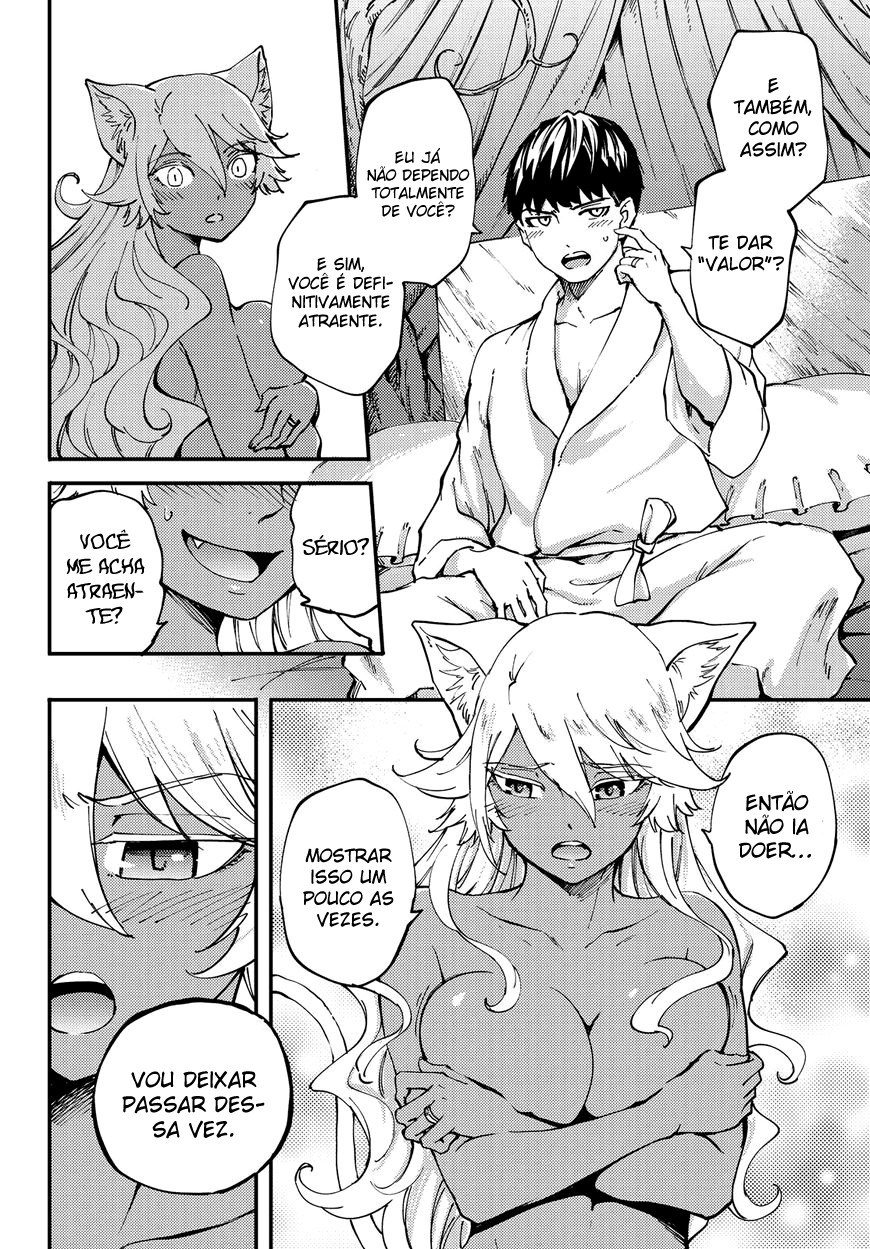 E
TAMBÉM,
COMO
ASSIM?
TE DAR
"VALOR"?
EU JÁ
NÃO DEPENDO
TOTALMENTE
DE VOCÊ?
E SIM,
VOCÊ É DEFI-
NITIVAMENTE
ATRAENTE.
SÉRIO?
VOCÊ
ME ACHA
ATRAEN-
TE?
ENTÃO
NÃO IA
DOER...
MOSTRAR
ISSO UM
POUCO AS
VEZES.
VOU DEIXAR
PASSAR DES-
SA VEZ.